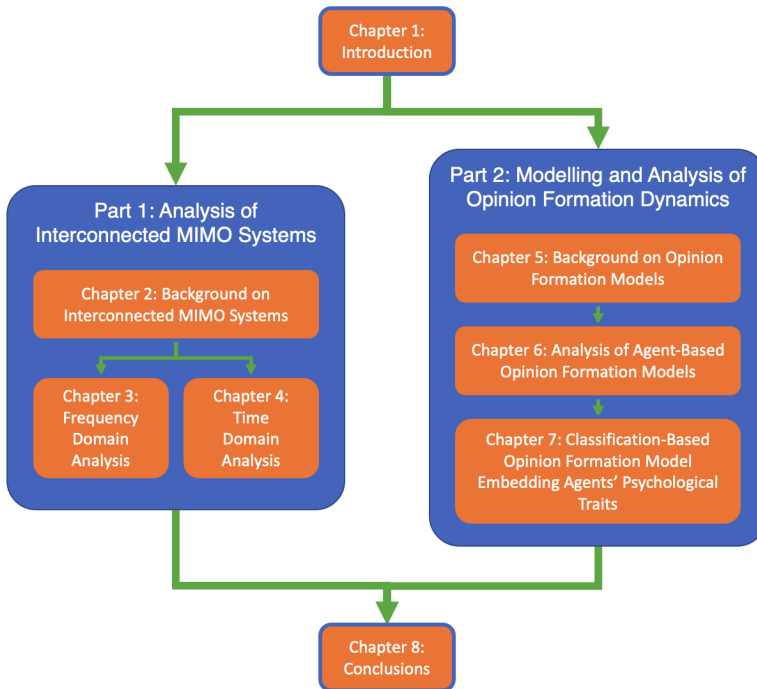 Chapter 1:
Introduction
Part 1: Analysis of
Interconnected MIMO Systems
Chapter 2: Background on
Interconnected MIMO Systems
Chapter 3:
Frequency
Domain
Analysis
Chapter 4:
Time
Domain
Analysis
Part 2: Modelling and Analysis of
Opinion Formation Dynamics
Chapter 5: Background on Opinion
Formation Models
Chapter 6: Analysis of Agent-Based
Opinion Formation Models
Chapter 7: Classification-Based
Opinion Formation Model
Embedding Agents’ Psychological
Traits
Chapter 8:
Conclusions